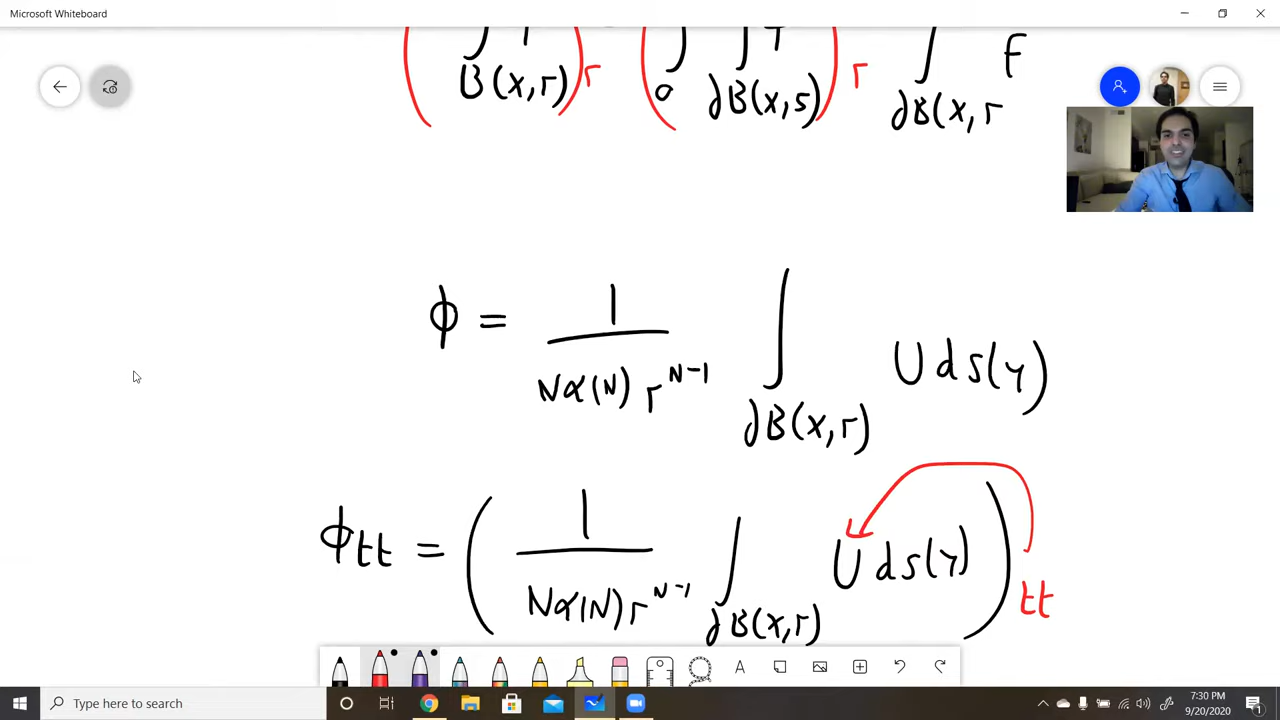 Microsoft Whiteboard
( ∫ )r ( ∫ ∫ )r ∫ F
B(x,r) 0 ∂B(x,s) ∂B(x,r
ϕ = 1 / Nα(N) r^N-1 ∫ ∂B(x,r) U ds(y)
ϕtt = ( 1 / Nα(N) r^N-1 ∫ ∂B(x,r) U ds(y) ) tt
A
Type here to search
7:30 PM
9/20/2020